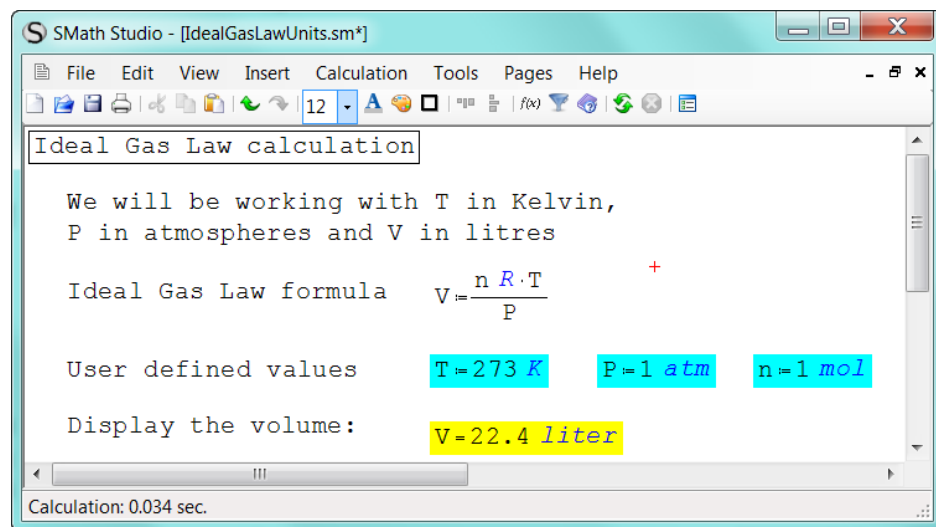 SMath Studio - [IdealGasLawUnits.sm*]
File Edit View Insert Calculation Tools Pages Help
12 A f(x)
Ideal Gas Law calculation
We will be working with T in Kelvin,
P in atmospheres and V in litres
Ideal Gas Law formula V≔n R·T/P
User defined values T≔273 K P≔1 atm n≔1 mol
Display the volume: V=22.4 liter
Calculation: 0.034 sec.